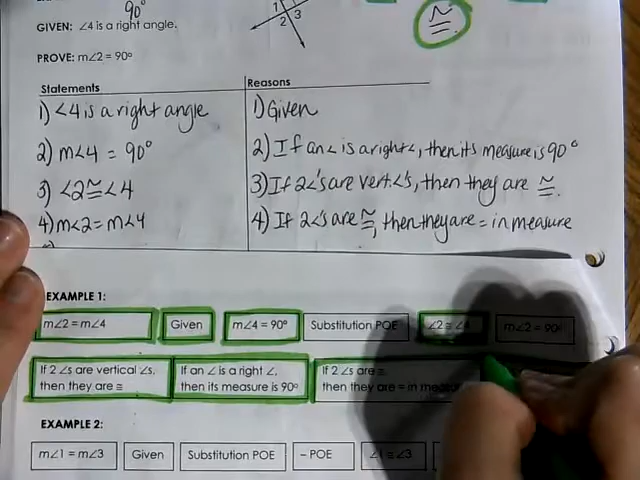 90°
GIVEN: ∠4 is a right angle.
1
2 3
≅
PROVE: m∠2 = 90°
Statements Reasons
1) ∠4 is a right angle 1) Given
2) m∠4 = 90° 2) If an ∠ is a right ∠, then its measure is 90°
3) ∠2 ≅ ∠4 3) If 2 ∠'s are vert. ∠'s, then they are ≅.
4) m∠2 = m∠4 4) If 2 ∠'s are ≅, then they are = in measure
EXAMPLE 1:
m∠2 = m∠4 Given m∠4 = 90° Substitution POE ∠2 ≅ ∠4 m∠2 = 90°
If 2 ∠s are vertical ∠s, If an ∠ is a right ∠, If 2 ∠s are ≅,
then they are ≅ then its measure is 90° then they are = in
EXAMPLE 2:
m∠1 = m∠3 Given Substitution POE – POE ∠1 ≅ ∠3